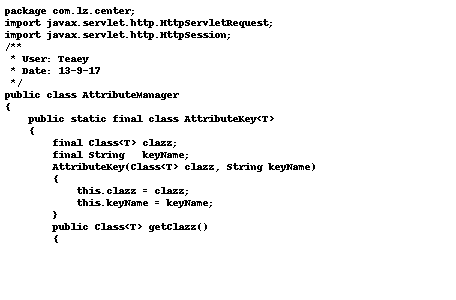 package com.lz.center;
import javax.servlet.http.HttpServletRequest;
import javax.servlet.http.HttpSession;
/**
 * User: Teaey
 * Date: 13-9-17
 */
public class AttributeManager
{
    public static final class AttributeKey<T>
    {
        final Class<T> clazz;
        final String   keyName;
        AttributeKey(Class<T> clazz, String keyName)
        {
            this.clazz = clazz;
            this.keyName = keyName;
        }
        public Class<T> getClazz()
        {